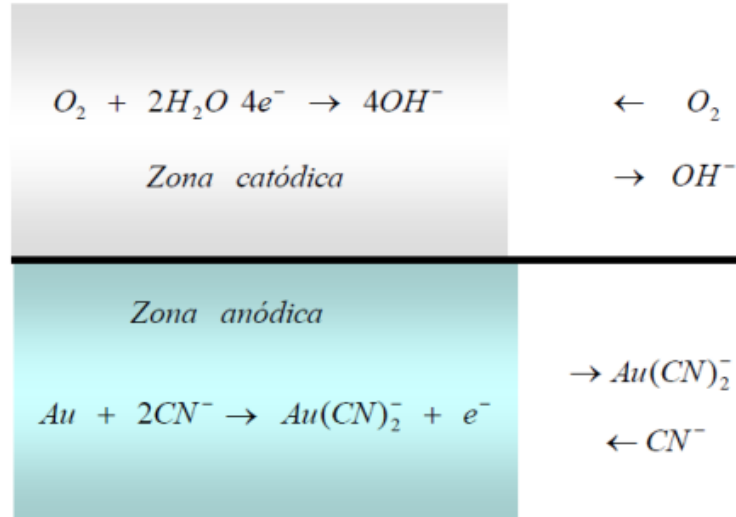 O₂ + 2H₂O 4e⁻ → 4OH⁻
← O₂
Zona catódica
→ OH⁻
Zona anódica
→ Au(CN)₂⁻
Au + 2CN⁻ → Au(CN)₂⁻ + e⁻
← CN⁻